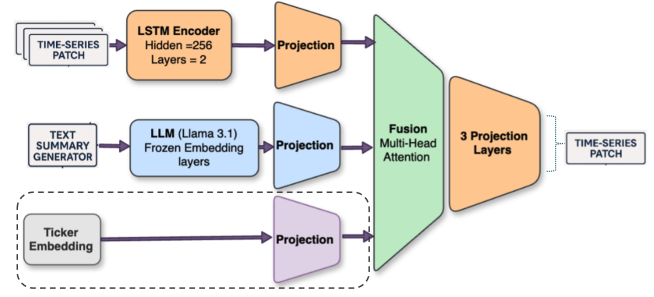 TIME-SERIES
PATCH
LSTM Encoder
Hidden =256
Layers = 2
Projection
TEXT
SUMMARY
GENERATOR
LLM (Llama 3.1)
Frozen Embedding
layers
Projection
Ticker
Embedding
Projection
Fusion
Multi-Head
Attention
3 Projection
Layers
TIME-SERIES
PATCH